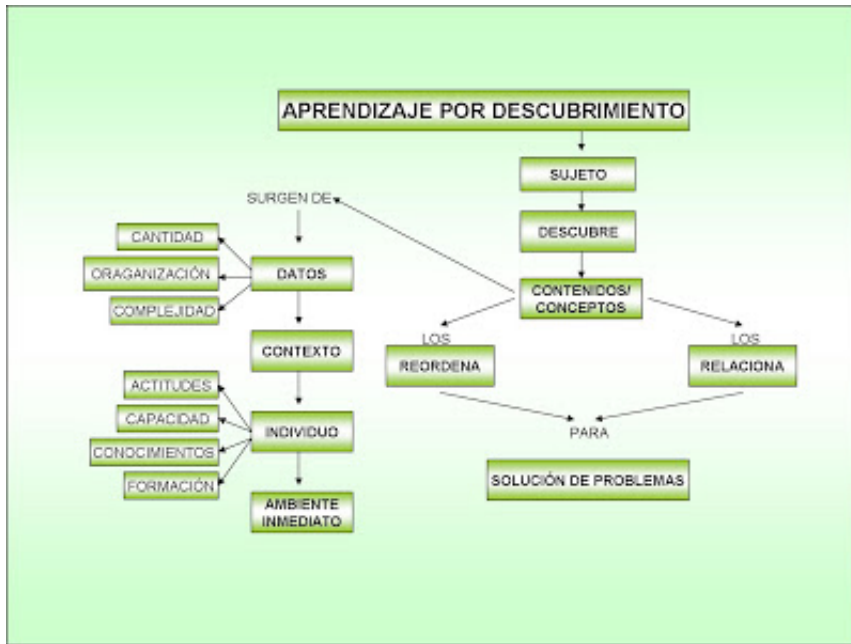 APRENDIZAJE POR DESCUBRIMIENTO
SUJETO
DESCUBRE
CONTENIDOS/
CONCEPTOS
LOS
REORDENA
LOS
RELACIONA
PARA
SOLUCIÓN DE PROBLEMAS
SURGEN DE
DATOS
CANTIDAD
ORAGANIZACIÓN
COMPLEJIDAD
CONTEXTO
INDIVIDUO
ACTITUDES
CAPACIDAD
CONOCIMIENTOS
FORMACIÓN
AMBIENTE
INMEDIATO